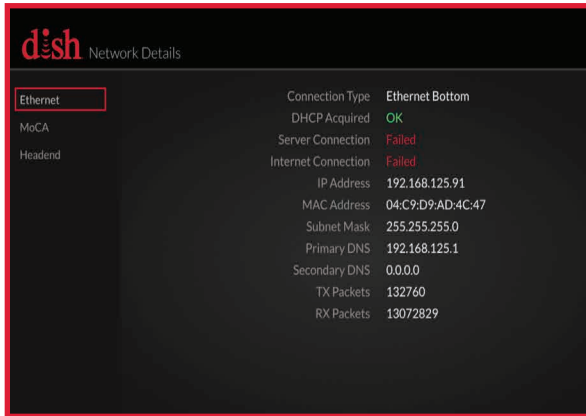 dish Network Details
Ethernet
MoCA
Headend
Connection Type Ethernet Bottom
DHCP Acquired OK
Server Connection Failed
Internet Connection Failed
IP Address 192.168.125.91
MAC Address 04:C9:D9:AD:4C:47
Subnet Mask 255.255.255.0
Primary DNS 192.168.125.1
Secondary DNS 0.0.0.0
TX Packets 132760
RX Packets 13072829